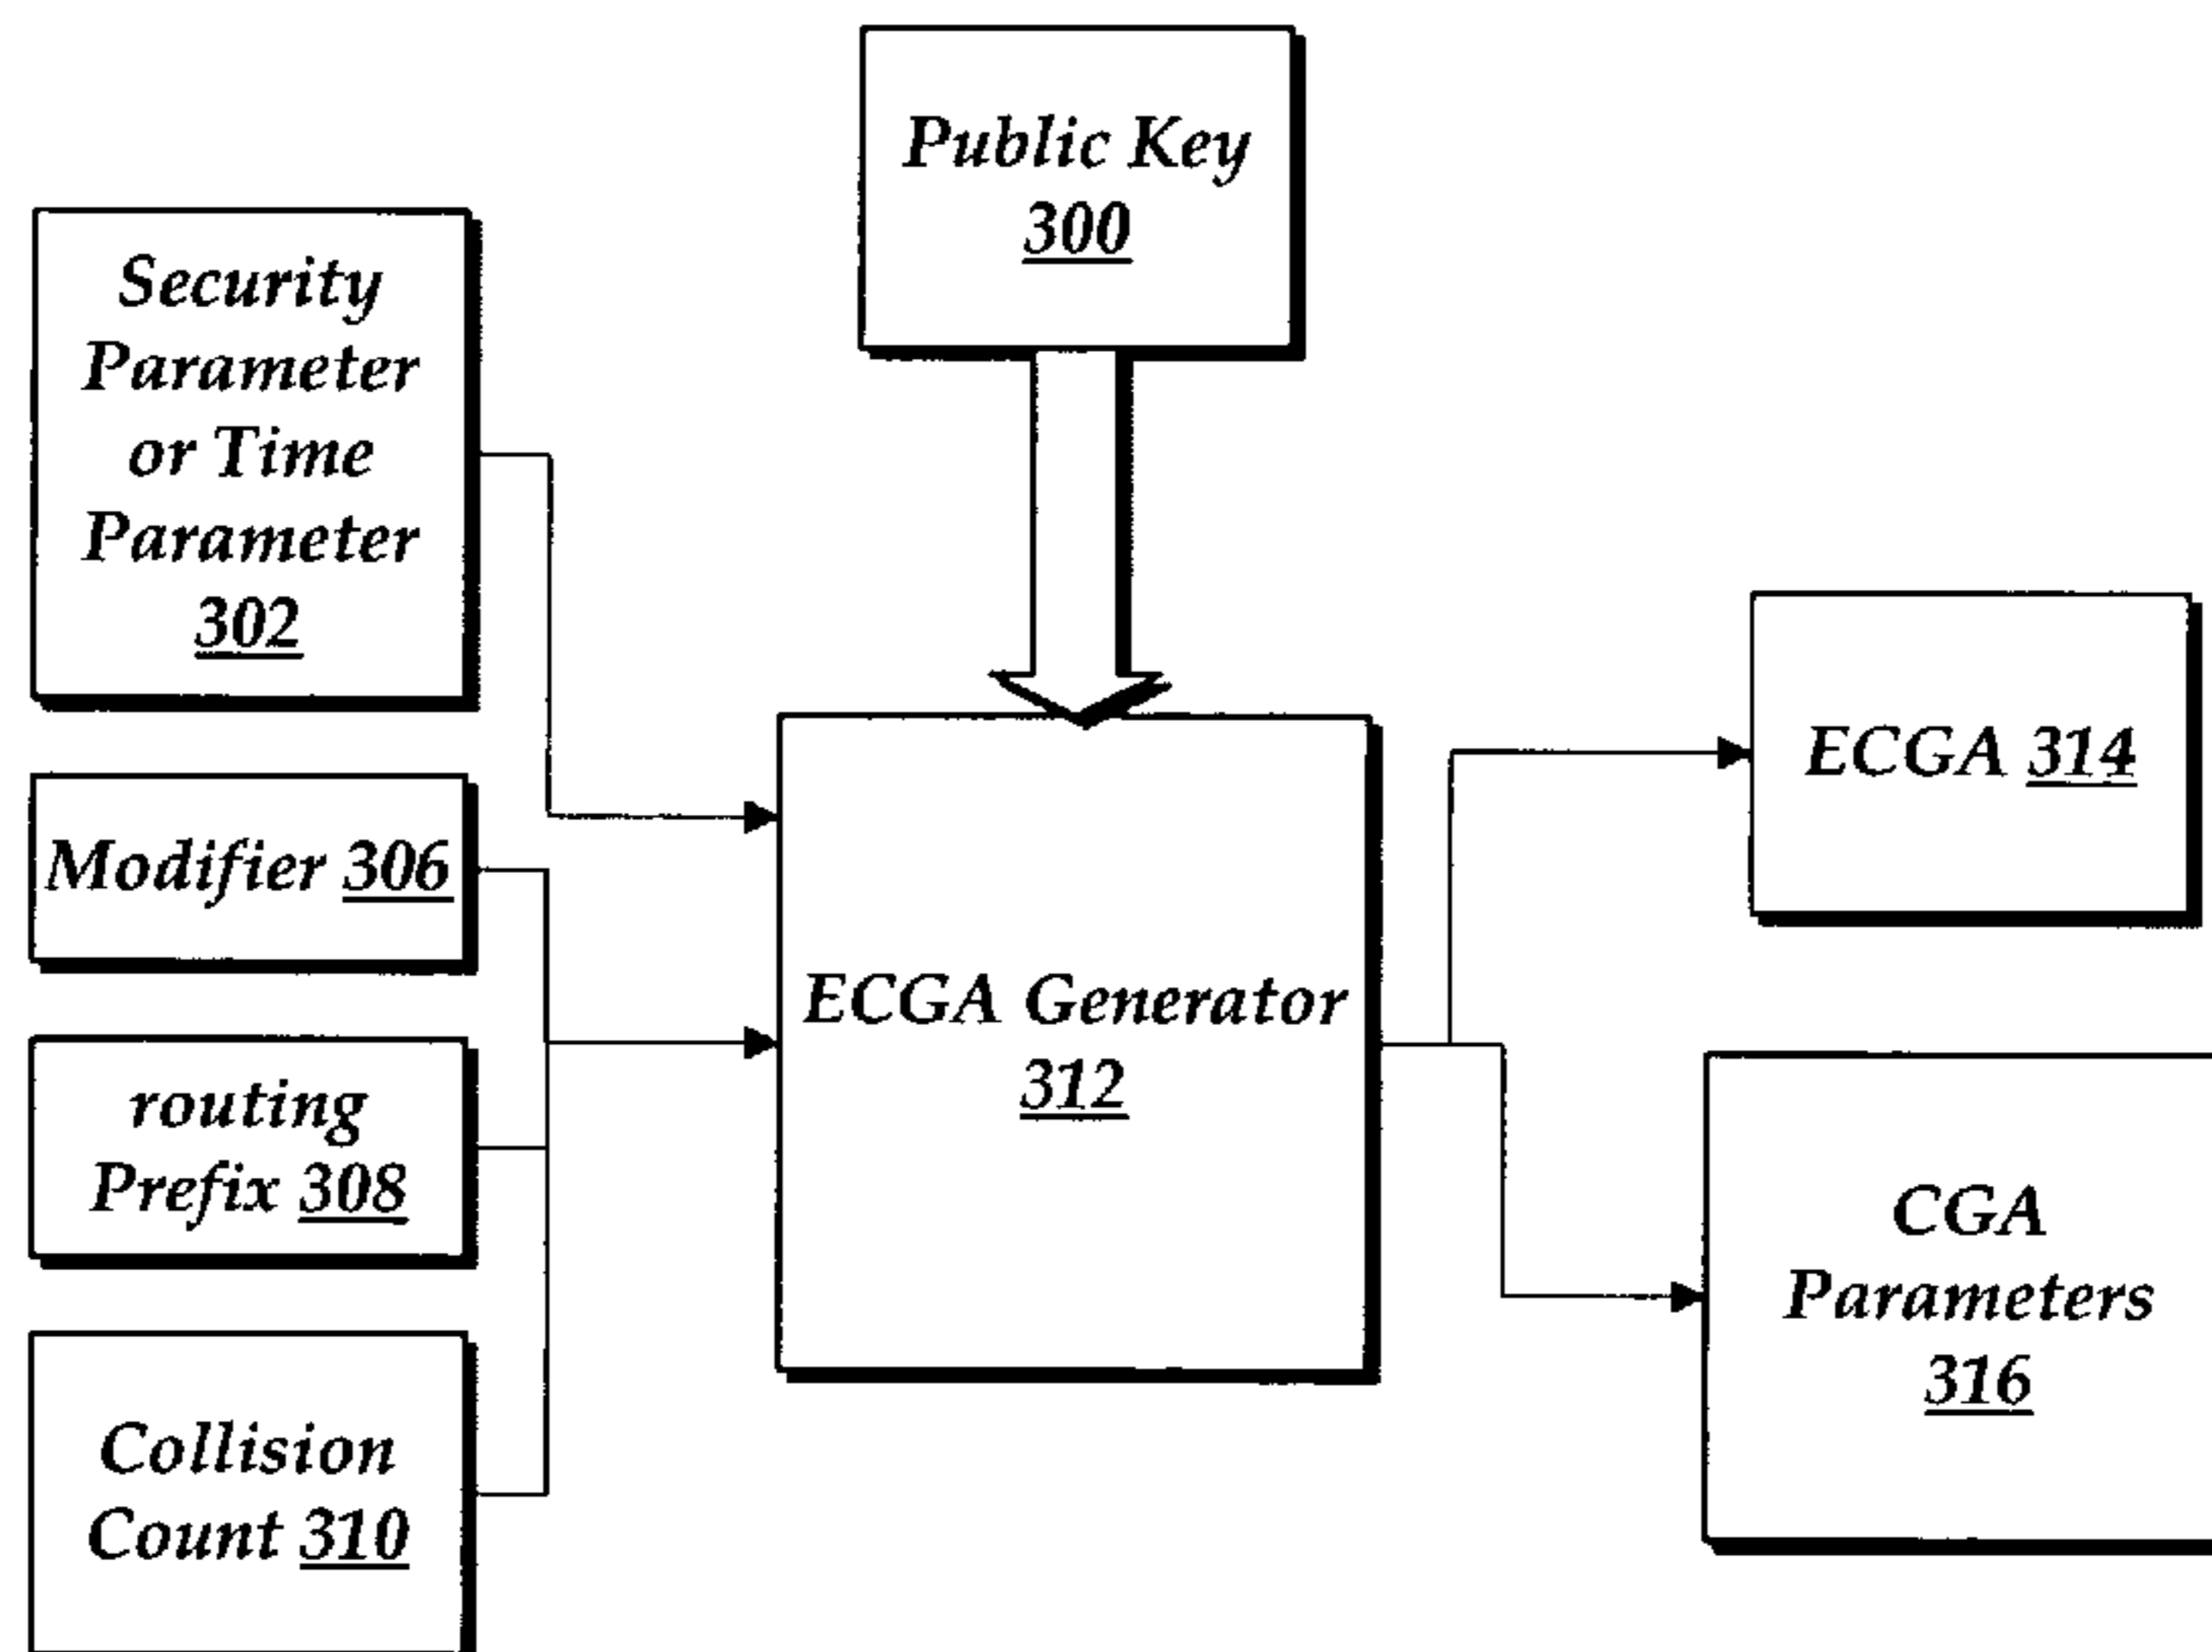 Public Key
300
Security
Parameter
or Time
Parameter
302
Modifier 306
routing
Prefix 308
Collision
Count 310
ECGA Generator
312
ECGA 314
CGA
Parameters
316